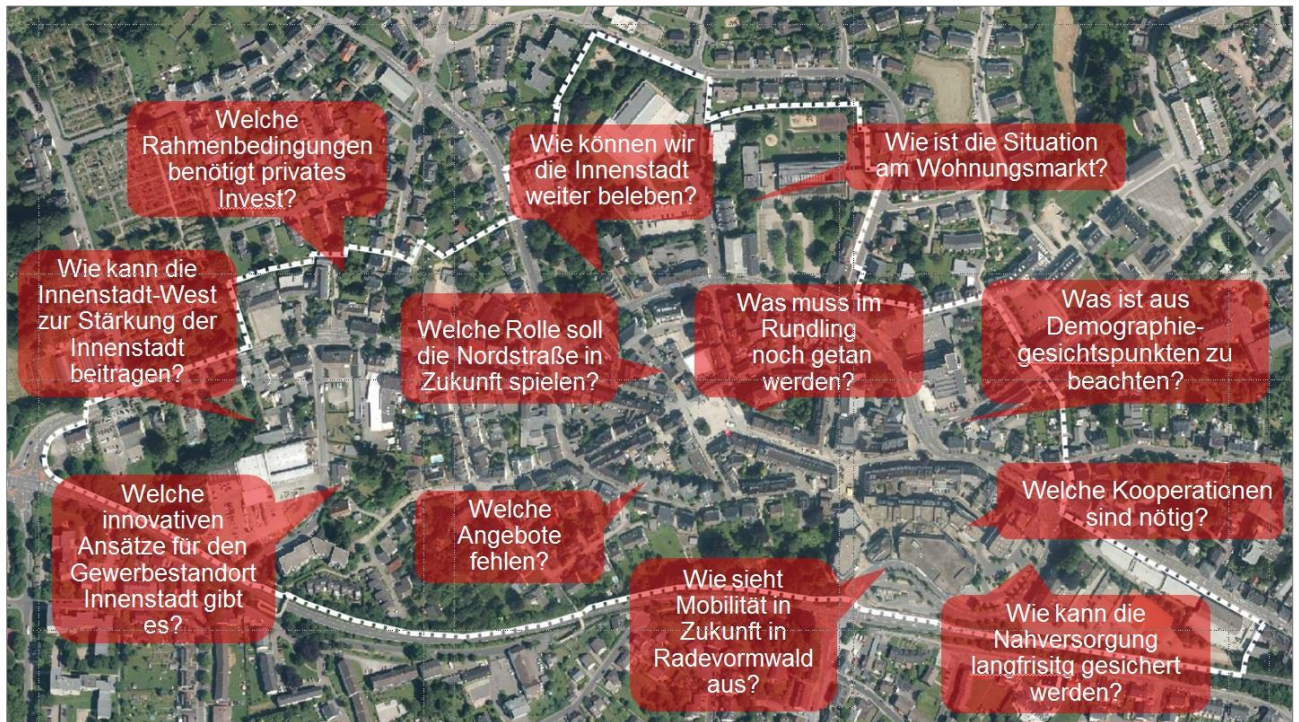 Welche
Rahmenbedingungen
benötigt privates
Invest?
Wie können wir
die Innenstadt
weiter beleben?
Wie ist die Situation
am Wohnungsmarkt?
Wie kann die
Innenstadt-West
zur Stärkung der
Innenstadt
beitragen?
Welche Rolle soll
die Nordstraße in
Zukunft spielen?
Was muss im
Rundling
noch getan
werden?
Was ist aus
Demographie-
gesichtspunkten zu
beachten?
Welche
innovativen
Ansätze für den
Gewerbestandort
Innenstadt gibt
es?
Welche
Angebote
fehlen?
Welche Kooperationen
sind nötig?
Wie sieht
Mobilität in
Zukunft in
Radevormwald
aus?
Wie kann die
Nahversorgung
langfrisitg gesichert
werden?